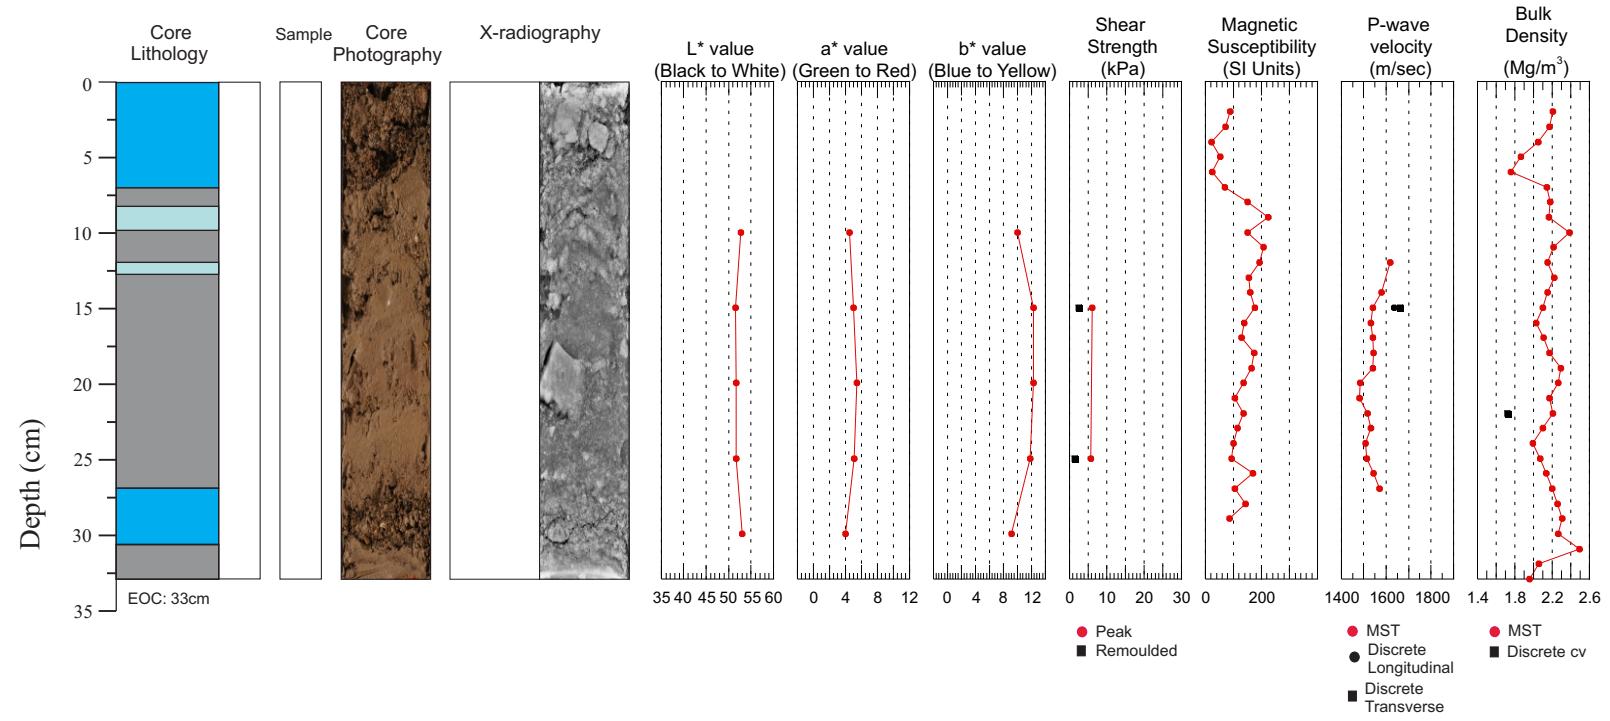 Core
Lithology
Sample
Core
Photography
X-radiography
L* value
(Black to White)
a* value
(Green to Red)
b* value
(Blue to Yellow)
Shear
Strength
(kPa)
Magnetic
Susceptibility
(SI Units)
P-wave
velocity
(m/sec)
Bulk
Density
(Mg/m³)
Depth (cm)
0
5
10
15
20
25
30
35
EOC: 33cm
35 40 45 50 55 60
0 4 8 12
0 4 8 12
0 10 20 30
0 200
1400 1600 1800
1.4 1.8 2.2 2.6
Peak
Remoulded
MST
Discrete
Longitudinal
Discrete
Transverse
MST
Discrete cv